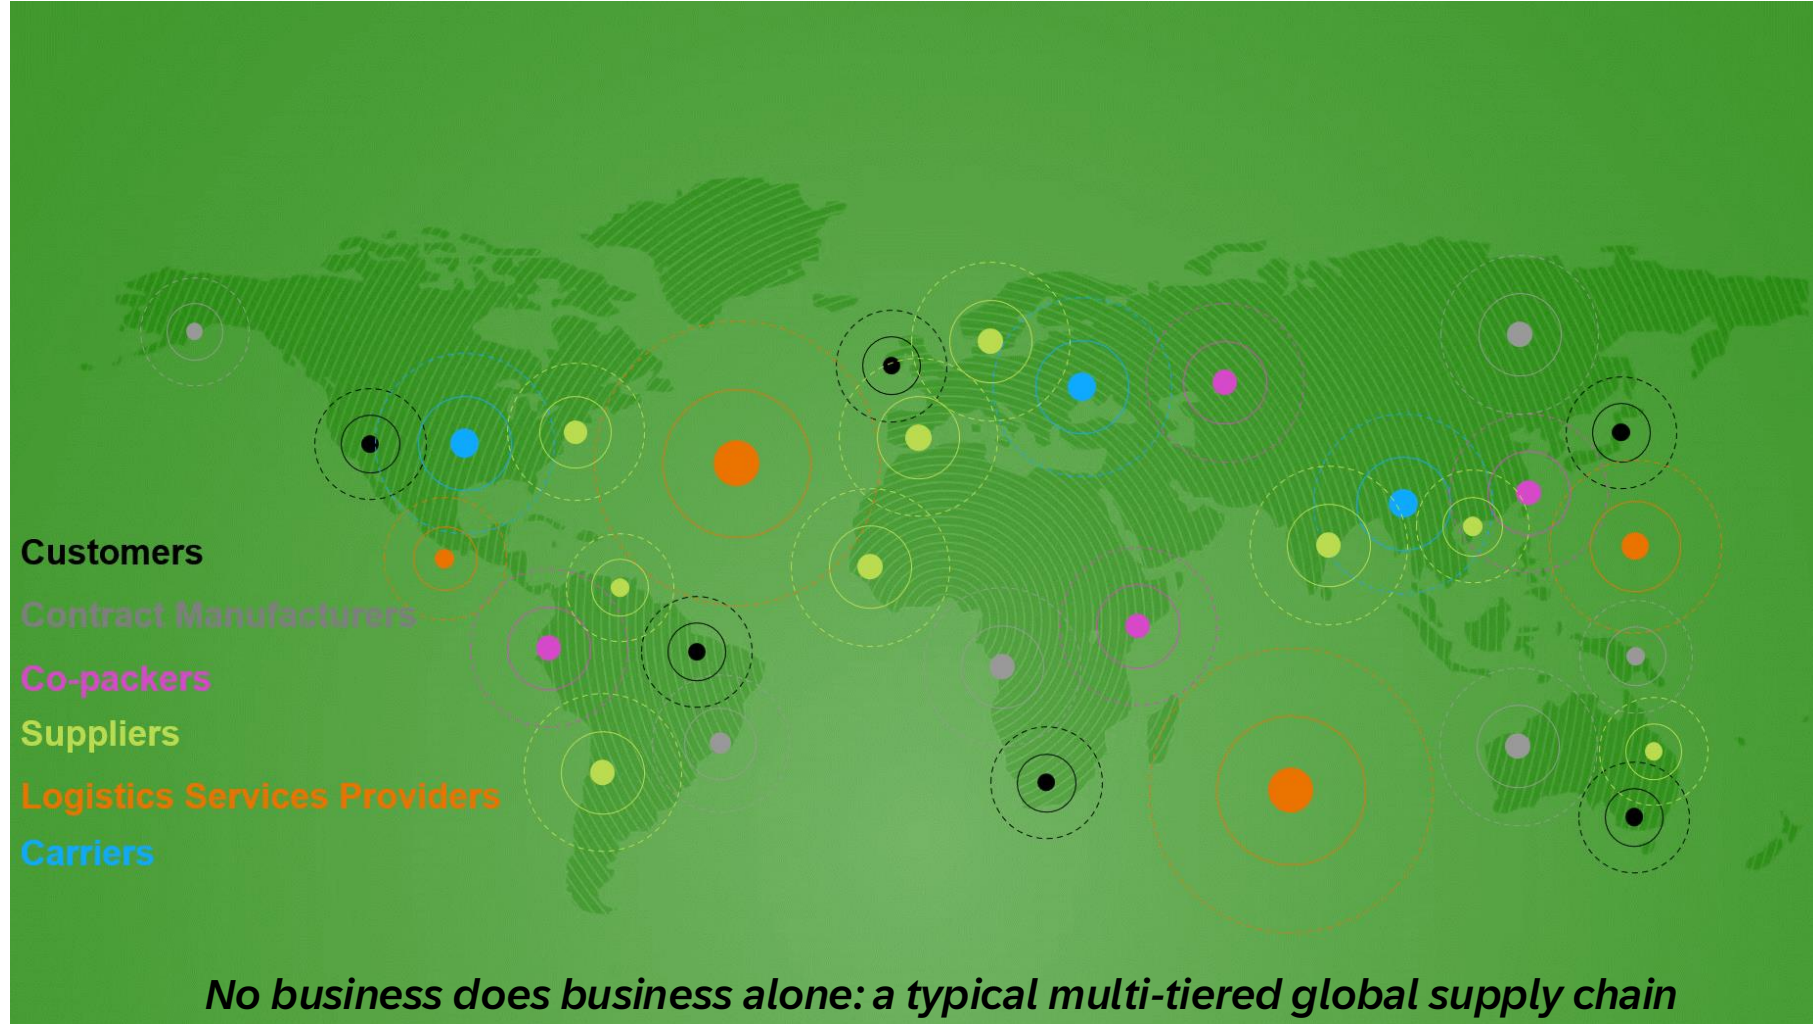 Customers
Contract Manufacturers
Co-packers
Suppliers
Logistics Services Providers
Carriers
No business does business alone: a typical multi-tiered global supply chain